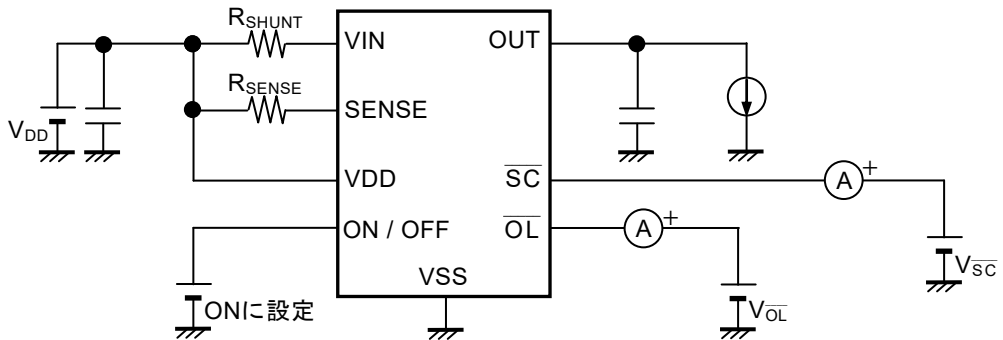 RSHUNT
VIN
OUT
RSENSE
SENSE
VDD
VDD
SC
A
+
ON / OFF
OL
A
+
VSS
ONに設定
VOL
VSC